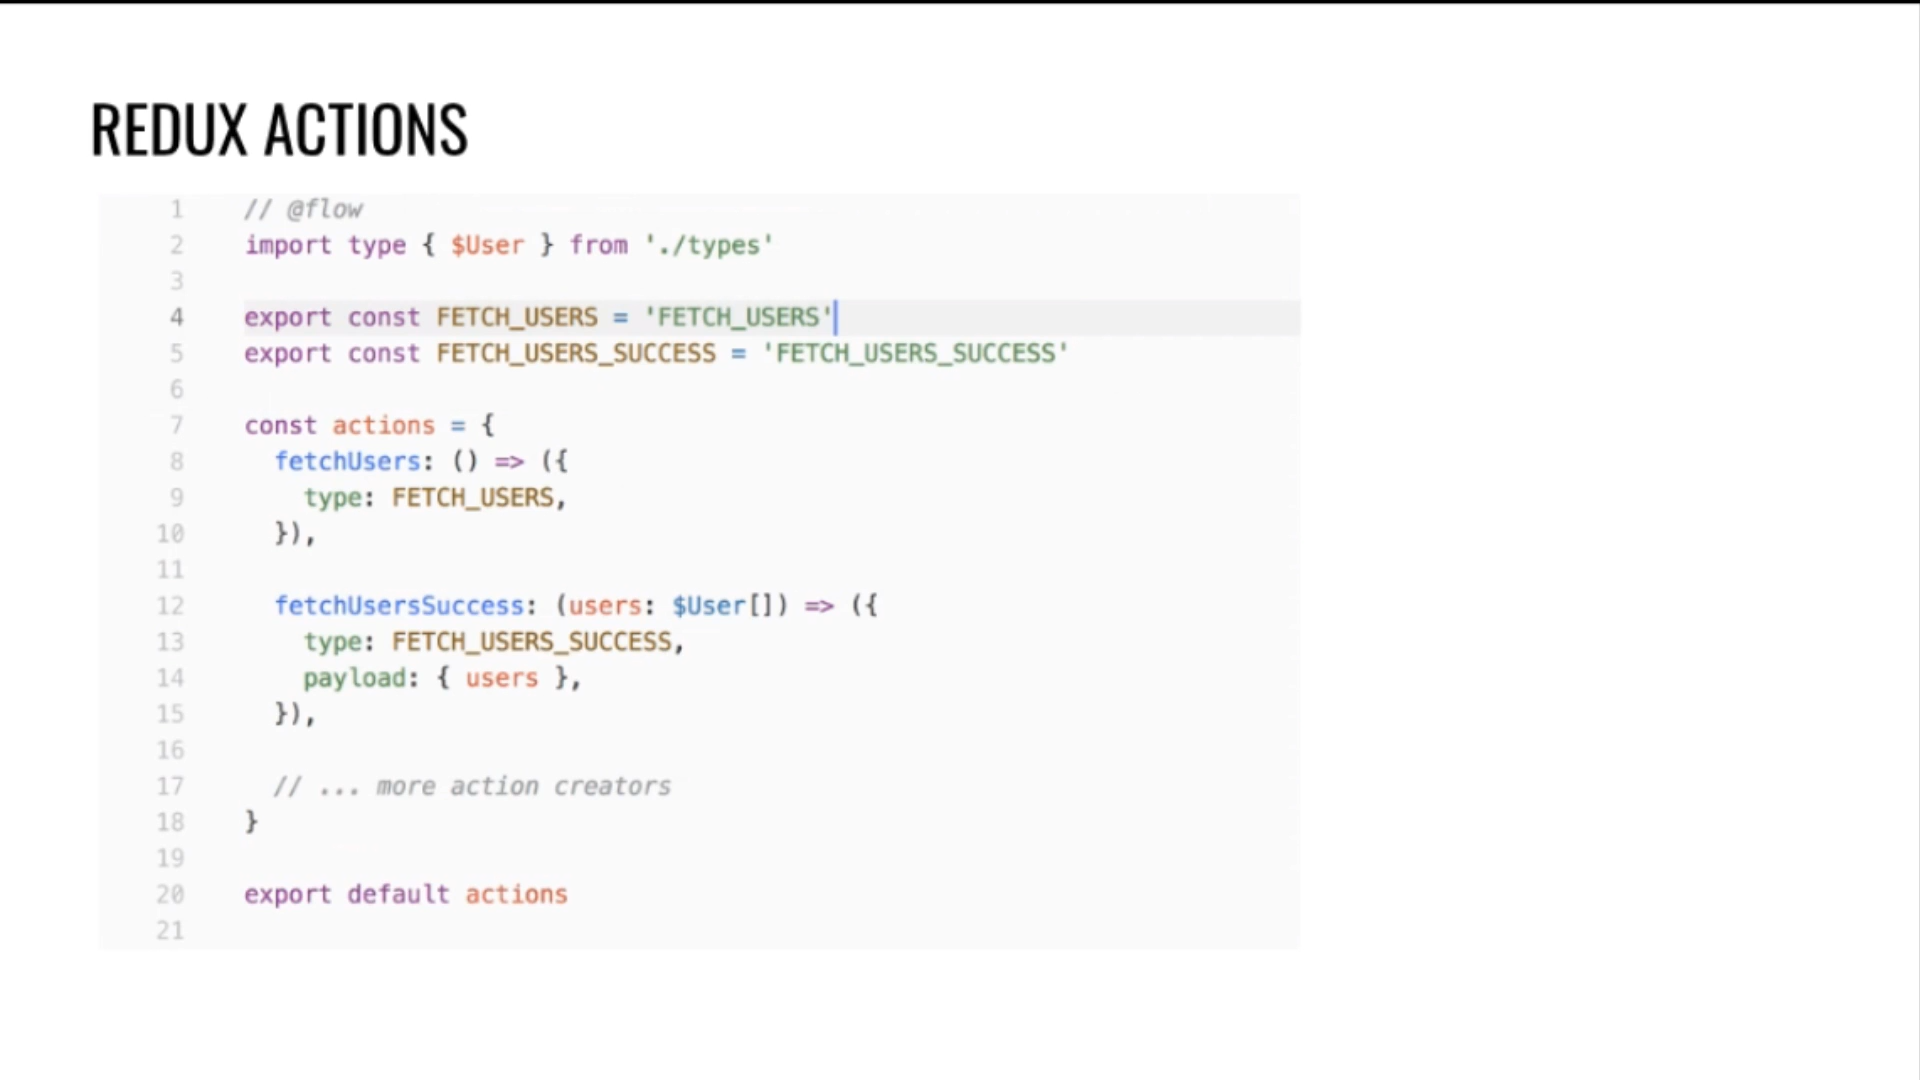 REDUX ACTIONS
1 // @flow
2 import type { $User } from './types'
3
4 export const FETCH_USERS = 'FETCH_USERS'
5 export const FETCH_USERS_SUCCESS = 'FETCH_USERS_SUCCESS'
6
7 const actions = {
8 fetchUsers: () => ({
9 type: FETCH_USERS,
10 }),
11
12 fetchUsersSuccess: (users: $User[]) => ({
13 type: FETCH_USERS_SUCCESS,
14 payload: { users },
15 }),
16
17 // ... more action creators
18 }
19
20 export default actions
21